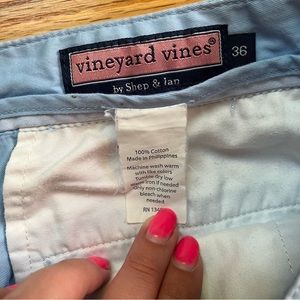 vineyard vines®
36
by Shep & Ian
100% Cotton
Made in Philippines
Machine wash warm
with like colors
Tumble dry low
iron if needed
only non-chlorine
bleach when
needed